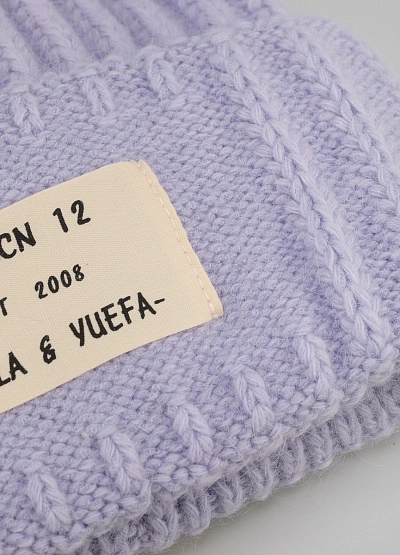 CN 12
T 2008
LA & YUEFA-